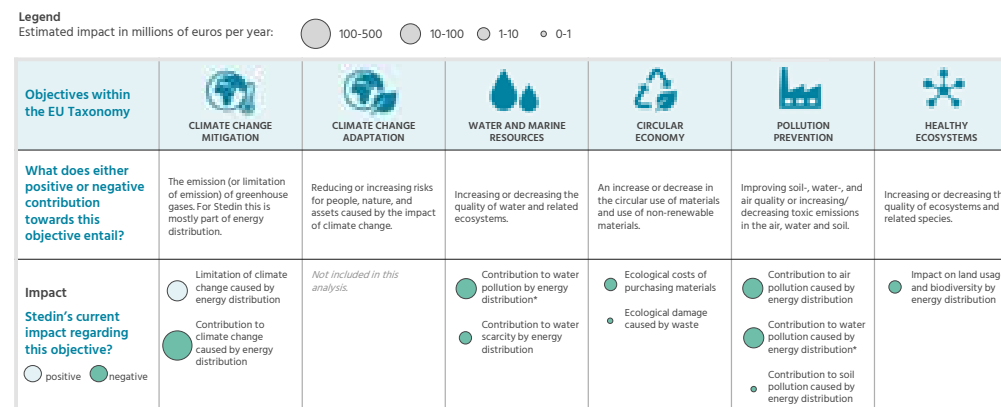 Legend
Estimated impact in millions of euros per year:
100-500
10-100
1-10
0-1
Objectives within
the EU Taxonomy
CLIMATE CHANGE
MITIGATION
CLIMATE CHANGE
ADAPTATION
WATER AND MARINE
RESOURCES
CIRCULAR
ECONOMY
POLLUTION
PREVENTION
HEALTHY
ECOSYSTEMS
What does either
positive or negative
contribution
towards this
objective entail?
The emission (or limitation
of emission) of greenhouse
gases. For Stedin this is
mostly part of energy
distribution.
Reducing or increasing risks
for people, nature, and
assets caused by the impact
of climate change.
Increasing or decreasing the
quality of water and related
ecosystems.
An increase or decrease in
the circular use of materials
and use of non-renewable
materials.
Improving soil-, water-, and
air quality or increasing/
decreasing toxic emissions
in the air, water and soil.
Increasing or decreasing th
quality of ecosystems and
related species.
Impact
Stedin's current
impact regarding
this objective?
positive
negative
Limitation of climate
change caused by
energy distribution
Contribution to
climate change
caused by energy
distribution
Not included in this
analysis.
Contribution to water
pollution by energy
distribution*
Contribution to water
scarcity by energy
distribution
Ecological costs of
purchasing materials
Ecological damage
caused by waste
Contribution to air
pollution caused by
energy distribution
Contribution to water
pollution caused by
energy distribution*
Contribution to soil
pollution caused by
energy distribution
Impact on land usag
and biodiversity by
energy distribution